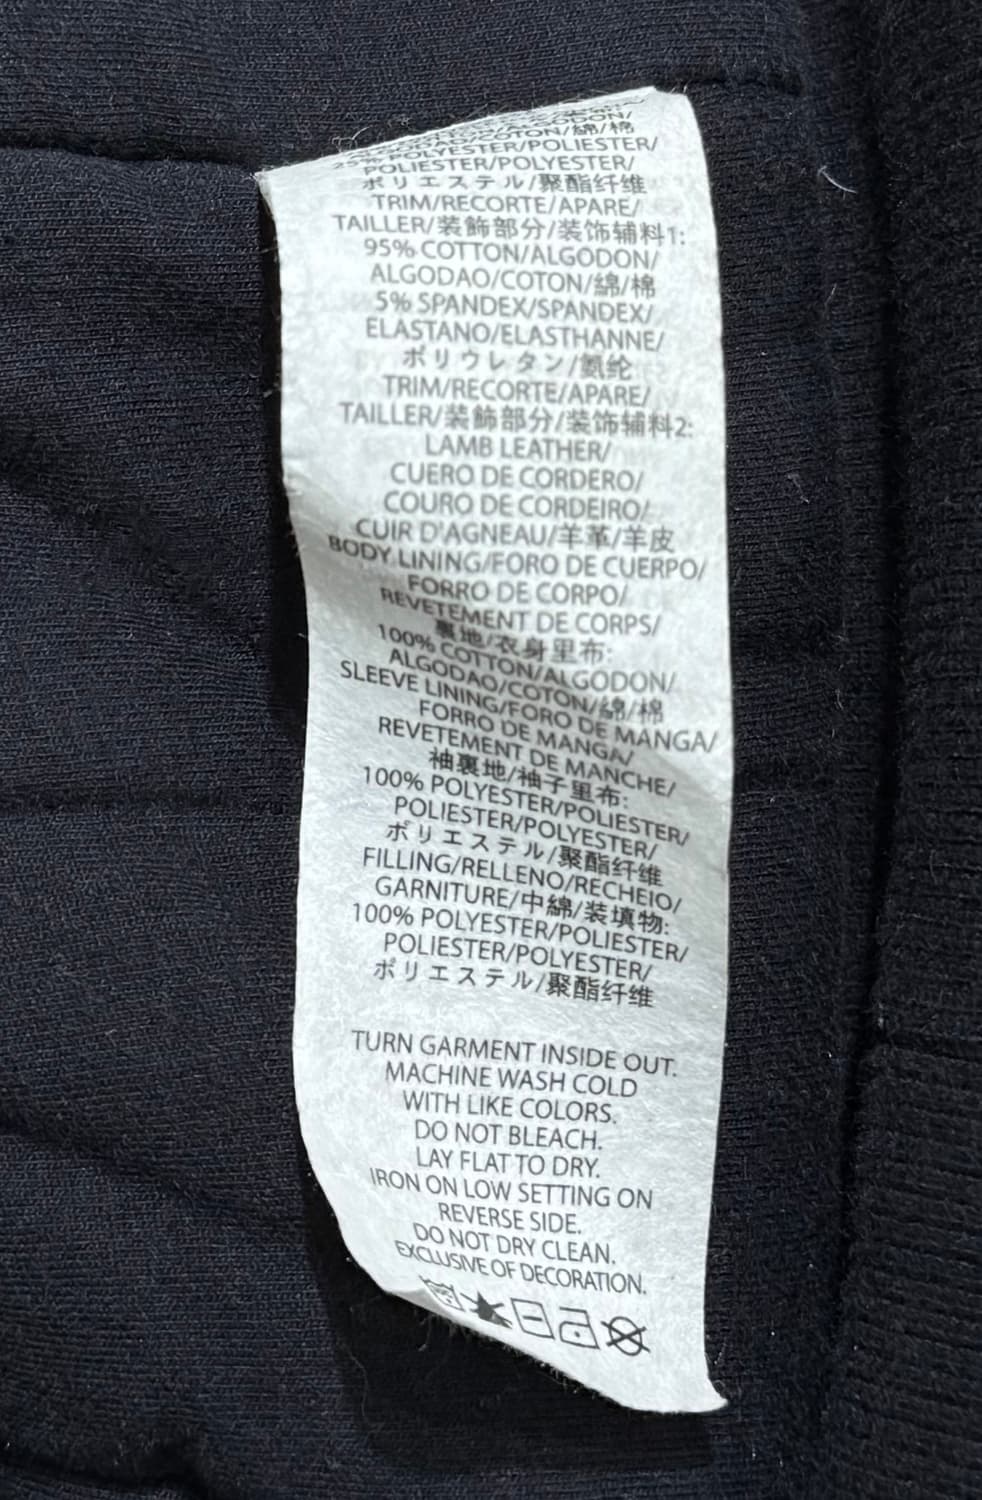 ALGODON/
COTON/綿/棉
25% POLYESTER/POLIESTER/
POLIESTER/POLYESTER/
ポリエステル/聚酯纤维
TRIM/RECORTE/APARE/
TAILLER/装飾部分/装饰辅料1:
95% COTTON/ALGODON/
ALGODAO/COTON/綿/棉
5% SPANDEX/SPANDEX/
ELASTANO/ELASTHANNE/
ポリウレタン/氨纶
TRIM/RECORTE/APARE/
TAILLER/装飾部分/装饰辅料2:
LAMB LEATHER/
CUERO DE CORDERO/
COURO DE CORDEIRO/
CUIR D'AGNEAU/羊革/羊皮
BODY LINING/FORO DE CUERPO/
FORRO DE CORPO/
REVETEMENT DE CORPS/
裏地/衣身里布:
100% COTTON/ALGODON/
ALGODAO/COTON/綿/棉
SLEEVE LINING/FORO DE MANGA/
FORRO DE MANGA/
REVETEMENT DE MANCHE/
袖裏地/袖子里布:
100% POLYESTER/POLIESTER/
POLIESTER/POLYESTER/
ポリエステル/聚酯纤维
FILLING/RELLENO/RECHEIO/
GARNITURE/中綿/装填物:
100% POLYESTER/POLIESTER/
POLIESTER/POLYESTER/
ポリエステル/聚酯纤维
TURN GARMENT INSIDE OUT.
MACHINE WASH COLD
WITH LIKE COLORS.
DO NOT BLEACH.
LAY FLAT TO DRY.
IRON ON LOW SETTING ON
REVERSE SIDE.
DO NOT DRY CLEAN.
EXCLUSIVE OF DECORATION.